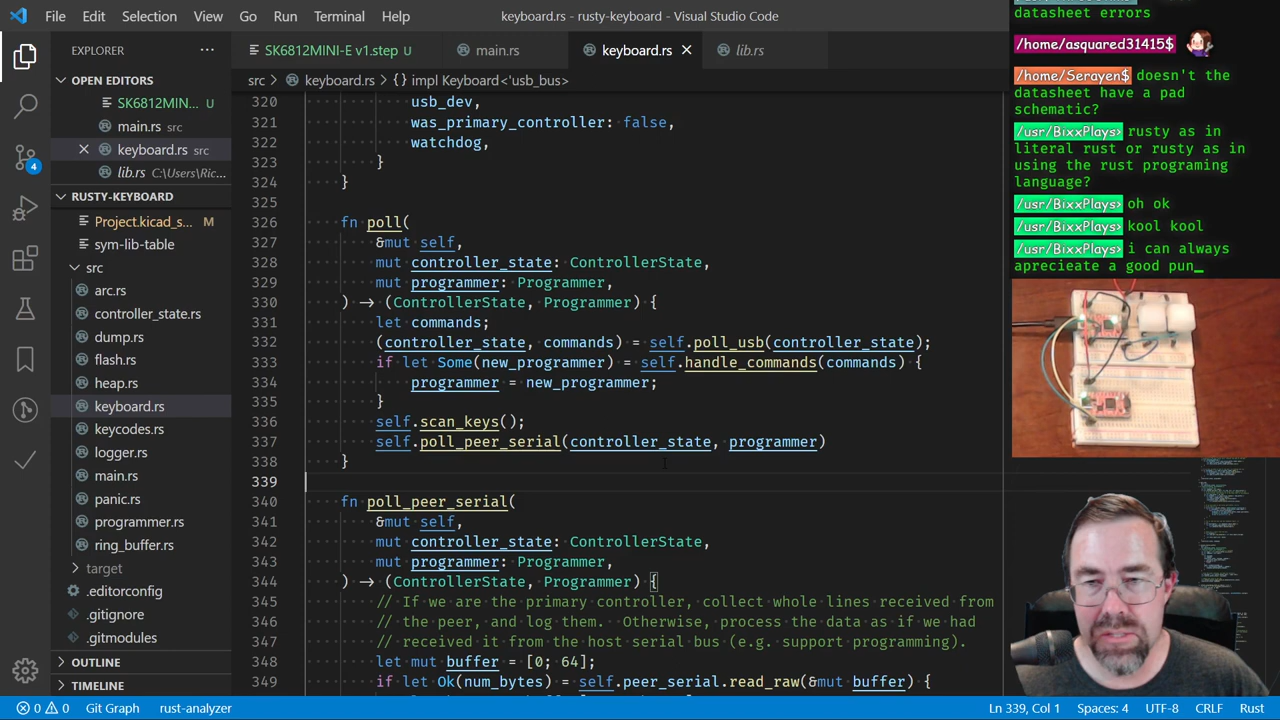 File Edit Selection View Go Run Terminal Help
keyboard.rs - rusty-keyboard - Visual Studio Code
EXPLORER
OPEN EDITORS
SK6812MIN... U
main.rs src
keyboard.rs src
lib.rs C:\Users\Ric...
RUSTY-KEYBOARD
Project.kicad_s... M
sym-lib-table
src
arc.rs
controller_state.rs
dump.rs
flash.rs
heap.rs
keyboard.rs
keycodes.rs
logger.rs
main.rs
panic.rs
programmer.rs
ring_buffer.rs
target
.editorconfig
.gitignore
.gitmodules
OUTLINE
TIMELINE
4
SK6812MINI-E v1.step U
main.rs
keyboard.rs
lib.rs
src > keyboard.rs > {} impl Keyboard<'usb_bus>
320 usb_dev,
321 was_primary_controller: false,
322 watchdog,
323 }
324 }
325
326 fn poll(
327 &mut self,
328 mut controller_state: ControllerState,
329 mut programmer: Programmer,
330 ) -> (ControllerState, Programmer) {
331 let commands;
332 (controller_state, commands) = self.poll_usb(controller_state);
333 if let Some(new_programmer) = self.handle_commands(commands) {
334 programmer = new_programmer;
335 }
336 self.scan_keys();
337 self.poll_peer_serial(controller_state, programmer)
338 }
339
340 fn poll_peer_serial(
341 &mut self,
342 mut controller_state: ControllerState,
343 mut programmer: Programmer,
344 ) -> (ControllerState, Programmer) {
345 // If we are the primary controller, collect whole lines received from
346 // the peer, and log them. Otherwise, process the data as if we had
347 // received it from the host serial bus (e.g. support programming).
348 let mut buffer = [0; 64];
349 if let Ok(num_bytes) = self.peer_serial.read_raw(&mut buffer) {
datasheet errors
/home/asquared31415$
/home/Serayen$ doesn't the
datasheet have a pad
schematic?
/usr/BixxPlays> rusty as in
literal rust or rusty as in
using the rust programing
language?
/usr/BixxPlays> oh ok
/usr/BixxPlays> kool kool
/usr/BixxPlays> i can always
aprecieate a good pun_
0 0 Git Graph rust-analyzer
Ln 339, Col 1 Spaces: 4 UTF-8 CRLF Rust